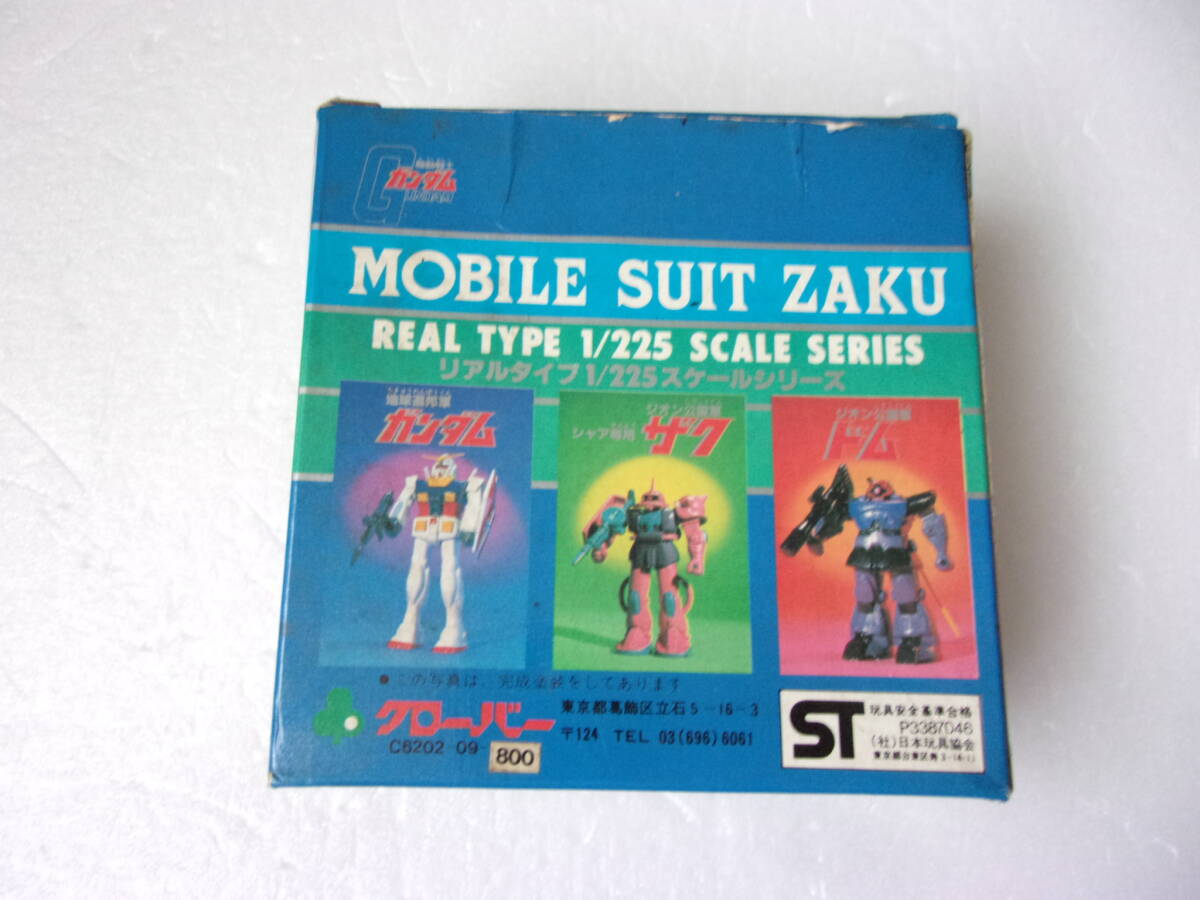 G
機動戦士
ガンダム
MOBILE SUIT ZAKU
REAL TYPE 1/225 SCALE SERIES
リアルタイプ1/225スケールシリーズ
地球連邦軍
ガンダム
ジオン公国軍
シャア専用
ザク
ジオン公国軍
ドム
●この写真は、完成塗装をしてあります
クローバー
C6202-09-
800
東京都葛飾区立石5-16-3
〒124 TEL 03(696)6061
ST
玩具安全基準合格
P3387046
(社)日本玩具協会